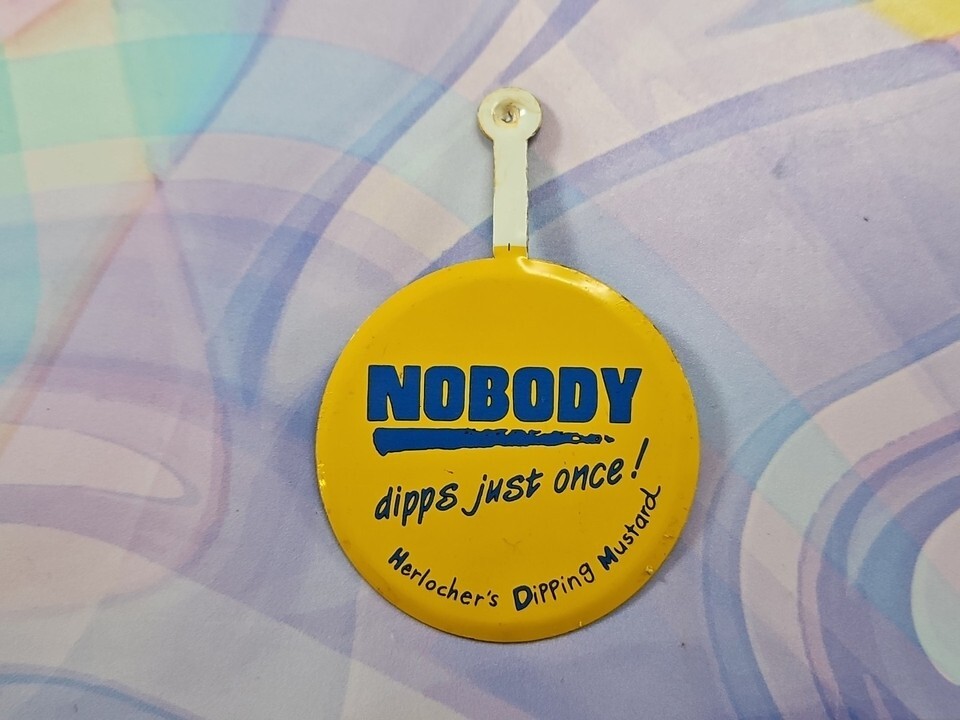 NOBODY
dipps just once!
Herlocher's Dipping Mustard